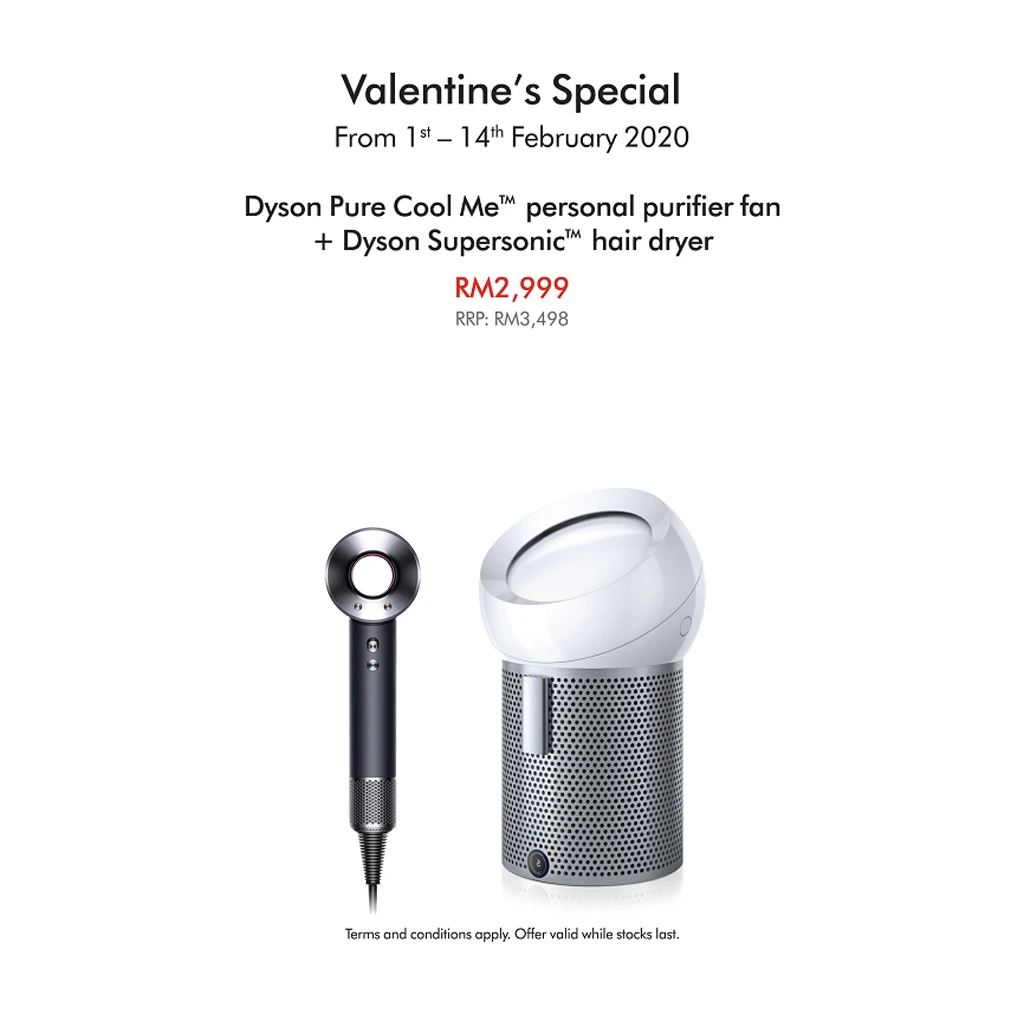 Valentine’s Special
From 1st – 14th February 2020
Dyson Pure Cool Me™ personal purifier fan
+ Dyson Supersonic™ hair dryer
RM2,999
RRP: RM3,498
Terms and conditions apply. Offer valid while stocks last.